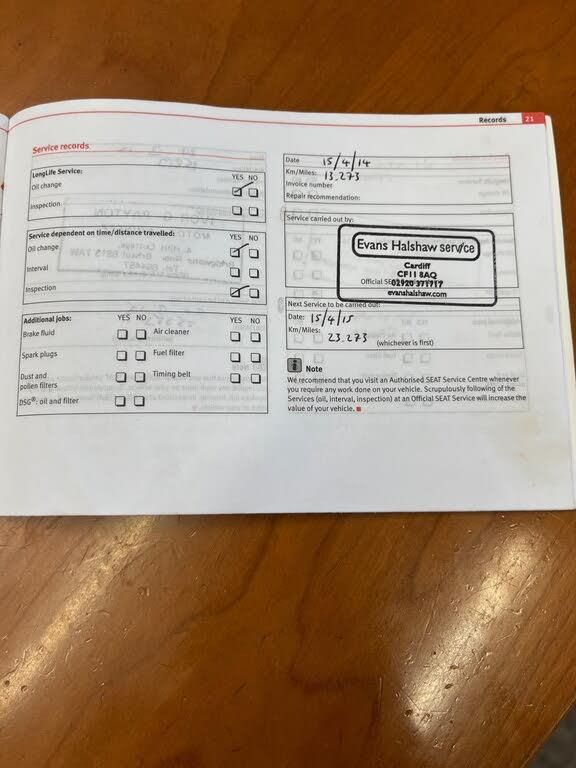 Records 21
Service records
LongLife Service:
YES NO
Oil change
Inspection
YES NO
Service dependent on time/distance travelled:
Oil change
Interval
Inspection
Additional jobs:
YES NO
YES NO
Brake fluid
Air cleaner
Spark plugs
Fuel filter
Dust and
pollen filters
Timing belt
DSG®: oil and filter
Date 15/4/14
Km/Miles: 13,273
Invoice number
Repair recommendation:
Service carried out by:
Evans Halshaw service
Cardiff
CF11 8AQ
02920 371717
evanshalshaw.com
Next Service to be carried out:
Date: 15/4/15
Km/Miles: 23.273
(whichever is first)
Note
We recommend that you visit an Authorised SEAT Service Centre whenever
you require any work done on your vehicle. Scrupulously following of the
Services (oil, interval, inspection) at an Official SEAT Service will increase the
value of your vehicle.